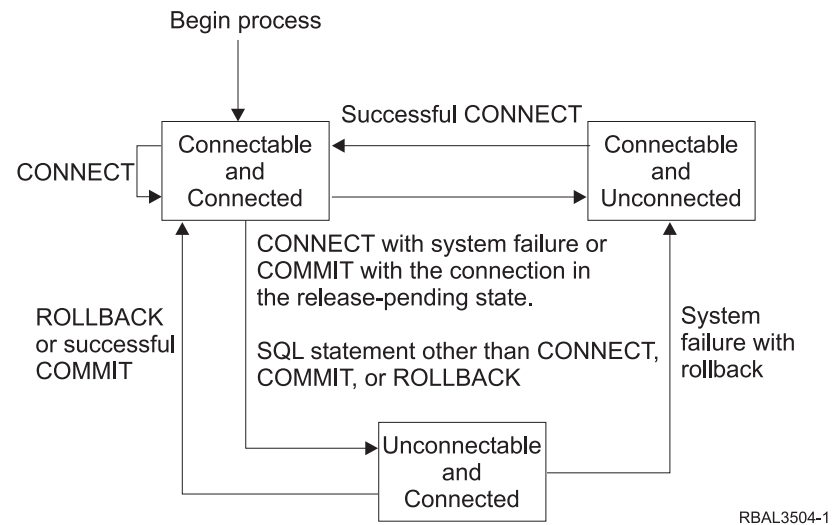 Begin process
Successful CONNECT
Connectable
and
Connected
Connectable
and
Unconnected
CONNECT
CONNECT with system failure or
COMMIT with the connection in
the release-pending state.
ROLLBACK
or successful
COMMIT
System
failure with
rollback
SQL statement other than CONNECT,
COMMIT, or ROLLBACK
Unconnectable
and
Connected
RBAL3504-1